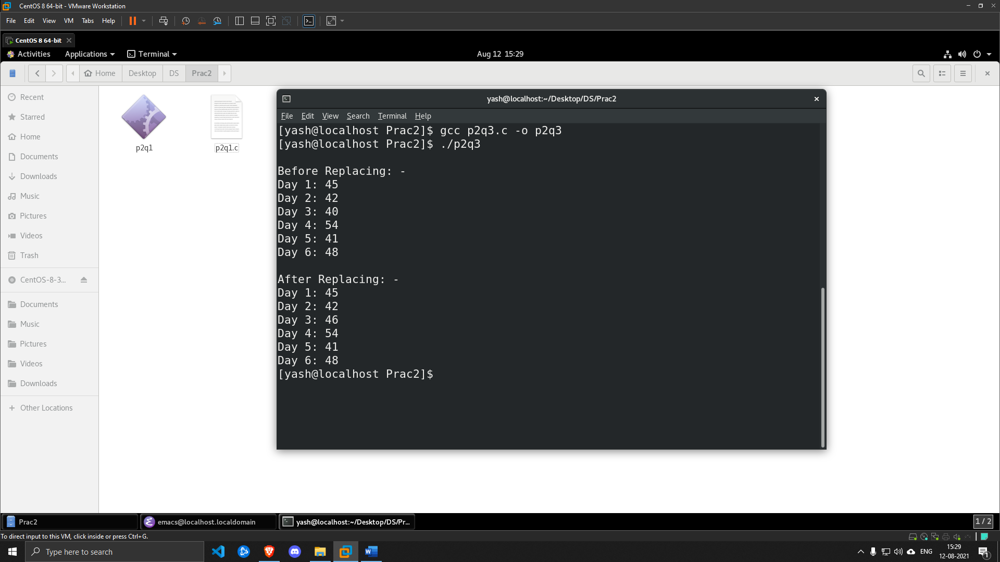 CentOS 8 64-bit - VMware Workstation
File Edit View VM Tabs Help
CentOS 8 64-bit
Activities Applications Terminal Aug 12 15:29
Home Desktop DS Prac2
Recent
Starred
Home
Documents
Downloads
Music
Pictures
Videos
Trash
CentOS-8-3...
Documents
Music
Pictures
Videos
Downloads
Other Locations
p2q1 p2q1.c
yash@localhost:~/Desktop/DS/Prac2
File Edit View Search Terminal Help
[yash@localhost Prac2]$ gcc p2q3.c -o p2q3
[yash@localhost Prac2]$ ./p2q3
Before Replacing: -
Day 1: 45
Day 2: 42
Day 3: 40
Day 4: 54
Day 5: 41
Day 6: 48
After Replacing: -
Day 1: 45
Day 2: 42
Day 3: 46
Day 4: 54
Day 5: 41
Day 6: 48
[yash@localhost Prac2]$
Prac2 emacs@localhost.localdomain yash@localhost:~/Desktop/DS/Pr... 1 / 2
To direct input to this VM, click inside or press Ctrl+G.
Type here to search ENG 15:29
12-08-2021 1